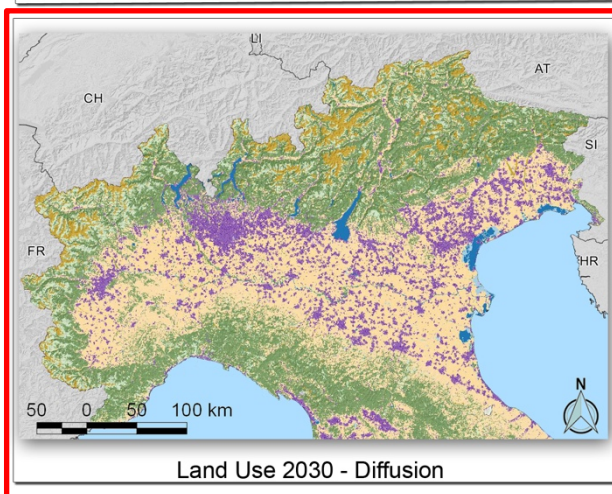 LI
AT
CH
SI
FR
HR
N
50 0 50 100 km
Land Use 2030 - Diffusion